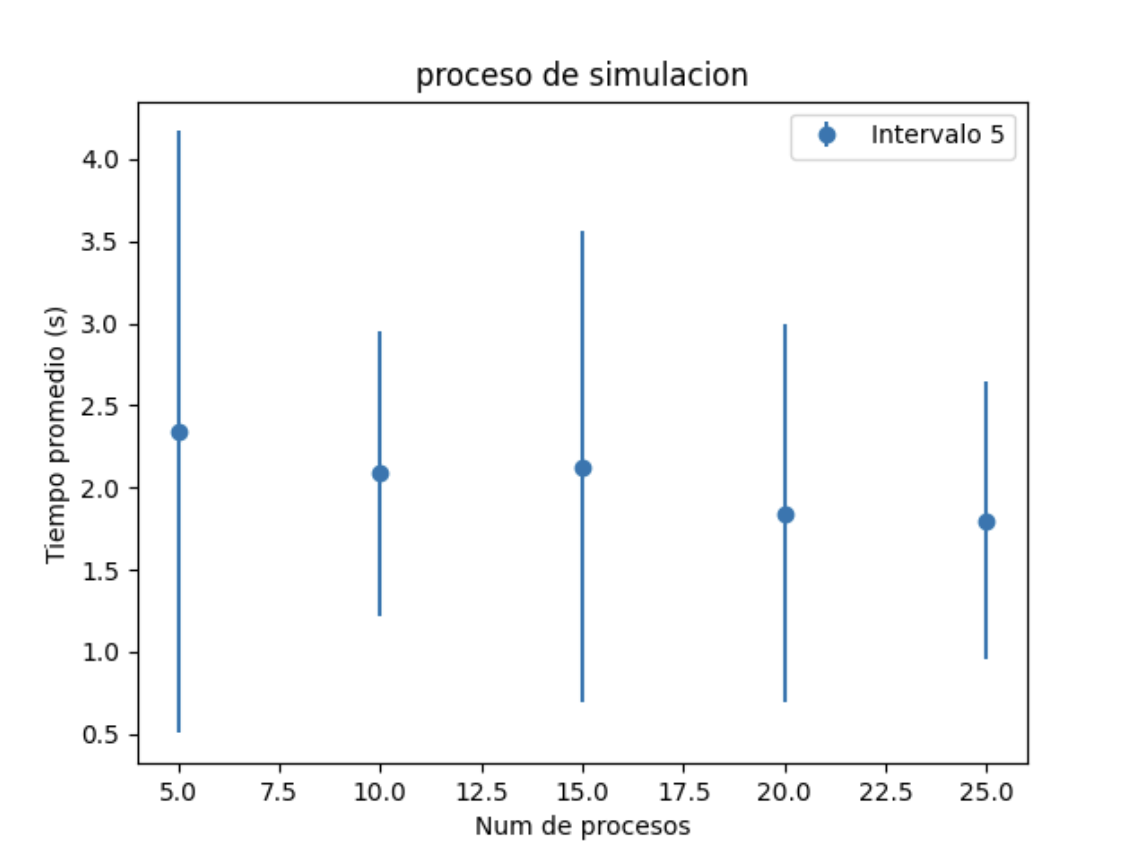 proceso de simulacion
Intervalo 5
Tiempo promedio (s)
4.0
3.5
3.0
2.5
2.0
1.5
1.0
0.5
5.0 7.5 10.0 12.5 15.0 17.5 20.0 22.5 25.0
Num de procesos